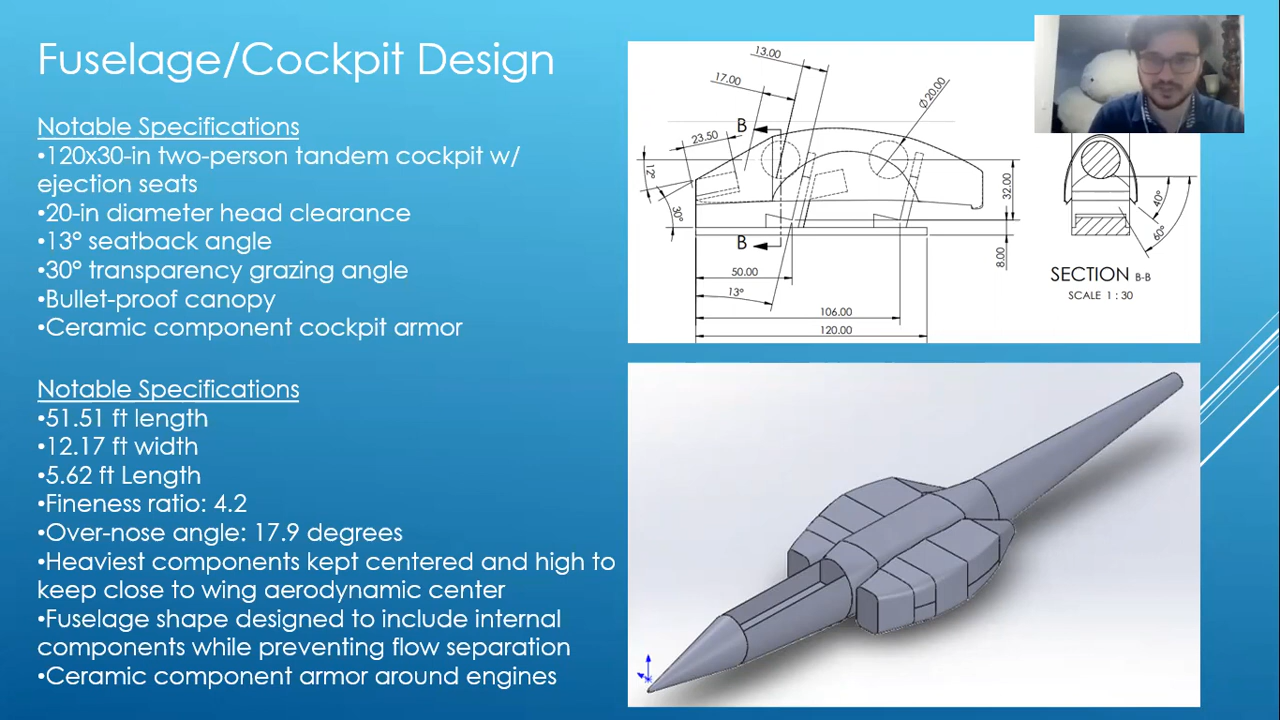 Fuselage/Cockpit Design
Notable Specifications
•120x30-in two-person tandem cockpit w/
ejection seats
•20-in diameter head clearance
•13° seatback angle
•30° transparency grazing angle
•Bullet-proof canopy
•Ceramic component cockpit armor
Notable Specifications
•51.51 ft length
•12.17 ft width
•5.62 ft Length
•Fineness ratio: 4.2
•Over-nose angle: 17.9 degrees
•Heaviest components kept centered and high to
keep close to wing aerodynamic center
•Fuselage shape designed to include internal
components while preventing flow separation
•Ceramic component armor around engines
13.00
17.00
∅20.00
B
23.50
12°
30°
32.00
B
8.00
50.00
13°
106.00
120.00
40°
60°
SECTION B-B
SCALE 1 : 30